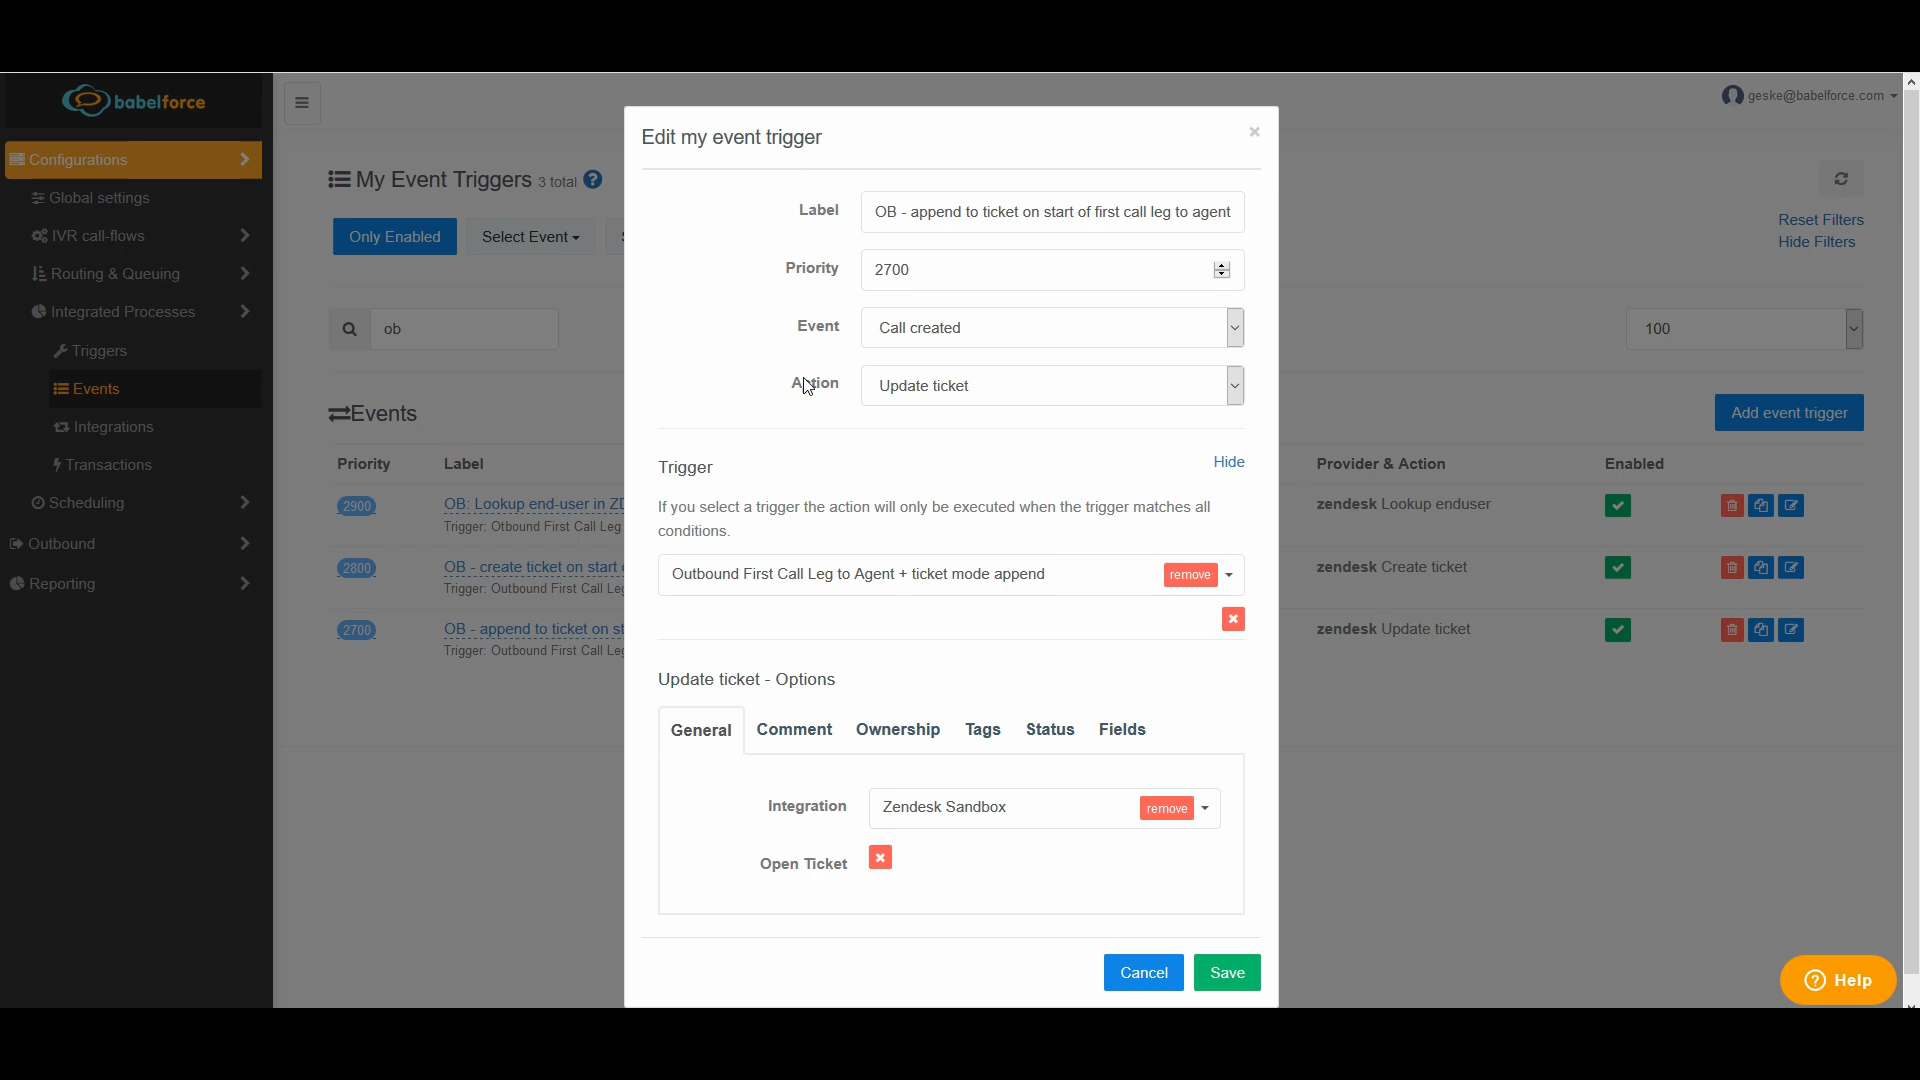 babelforce
geske@babelforce.com
Configurations
Global settings
IVR call-flows
Routing & Queuing
Integrated Processes
Triggers
Events
Integrations
Transactions
Scheduling
Outbound
Reporting
My Event Triggers 3 total
Only Enabled
Select Event
Reset Filters
Hide Filters
ob
100
Events
Add event trigger
Priority Label Provider & Action Enabled
2900 OB: Lookup end-user in ZD zendesk Lookup enduser
Trigger: Otbound First Call Leg
2800 OB - create ticket on start zendesk Create ticket
Trigger: Outbound First Call Leg
2700 OB - append to ticket on st zendesk Update ticket
Trigger: Outbound First Call Leg
Edit my event trigger
Label OB - append to ticket on start of first call leg to agent
Priority 2700
Event Call created
Action Update ticket
Trigger Hide
If you select a trigger the action will only be executed when the trigger matches all
conditions.
Outbound First Call Leg to Agent + ticket mode append remove
Update ticket - Options
General Comment Ownership Tags Status Fields
Integration Zendesk Sandbox remove
Open Ticket
Cancel Save
Help